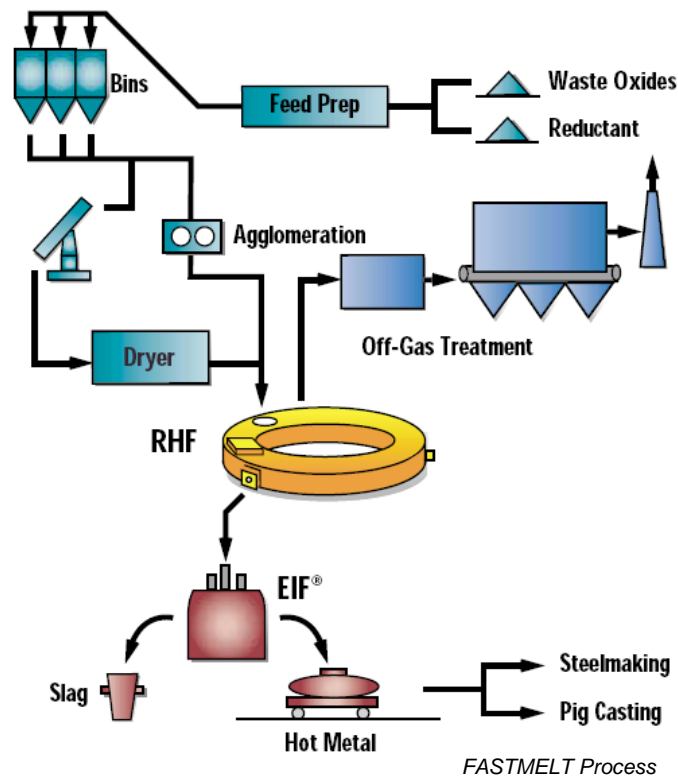 Bins
Feed Prep
Waste Oxides
Reductant
Agglomeration
Off-Gas Treatment
Dryer
RHF
EIF®
Slag
Hot Metal
Steelmaking
Pig Casting
FASTMELT Process